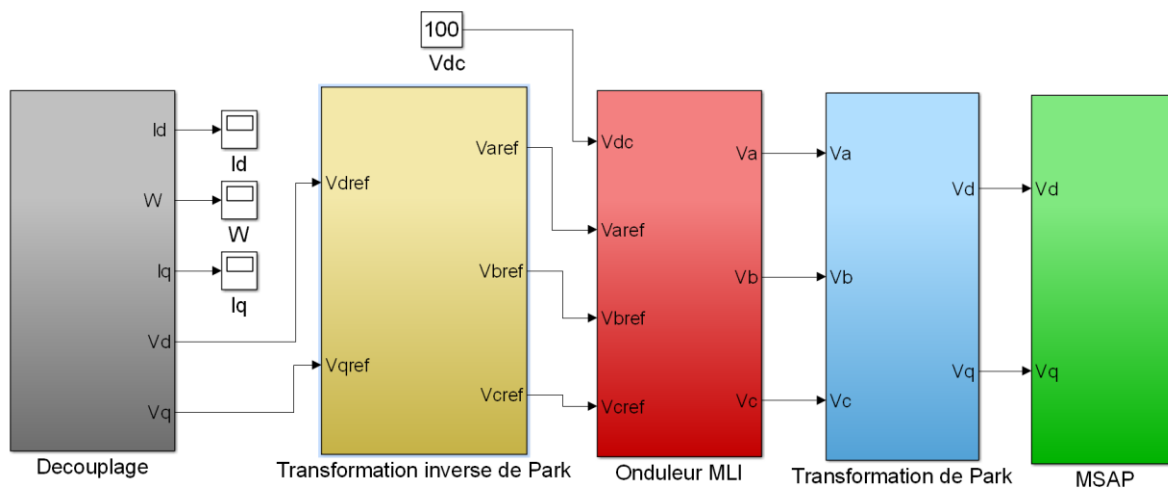 100
Vdc
Id
W
Iq
Vd
Vq
Decouplage
Id
W
Iq
Vdref
Vqref
Varef
Vbref
Vcref
Transformation inverse de Park
Vdc
Varef
Vbref
Vcref
Va
Vb
Vc
Onduleur MLI
Va
Vb
Vc
Vd
Vq
Transformation de Park
Vd
Vq
MSAP